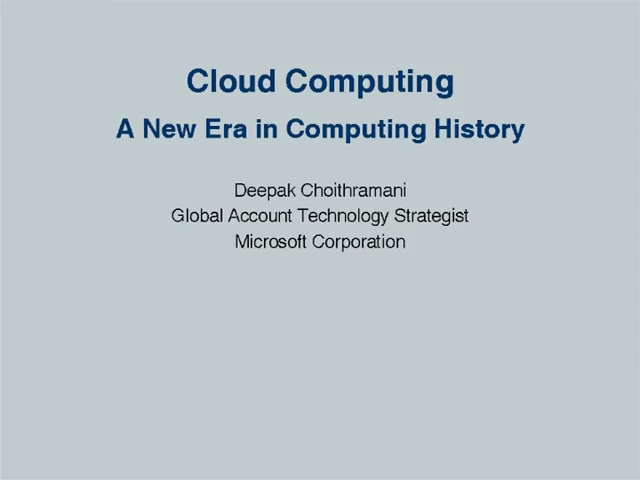 Cloud Computing
A New Era in Computing History
Deepak Choithramani
Global Account Technology Strategist
Microsoft Corporation